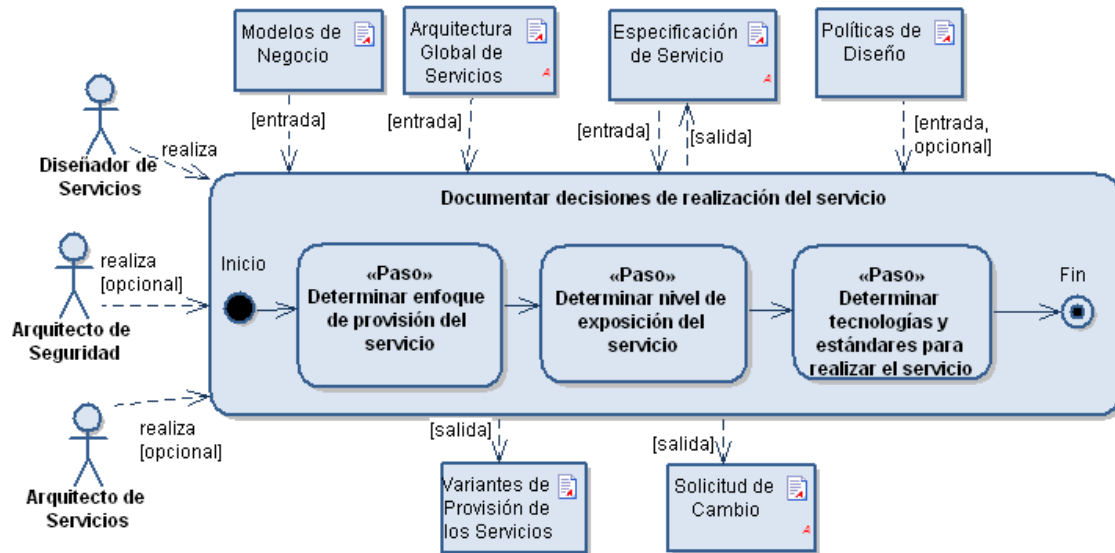 Modelos de
Negocio
Arquitectura
Global de
Servicios
Especificación
de Servicio
Políticas de
Diseño
[entrada]
[entrada]
[entrada]
[salida]
[entrada,
opcional]
Diseñador de
Servicios
realiza
Documentar decisiones de realización del servicio
realiza
[opcional]
Arquitecto de
Seguridad
Inicio
«Paso»
Determinar enfoque
de provisión del
servicio
«Paso»
Determinar nivel de
exposición del
servicio
«Paso»
Determinar
tecnologías y
estándares para
realizar el servicio
Fin
realiza
[opcional]
Arquitecto de
Servicios
[salida]
[salida]
Variantes de
Provisión de
los Servicios
Solicitud de
Cambio
A
A
A